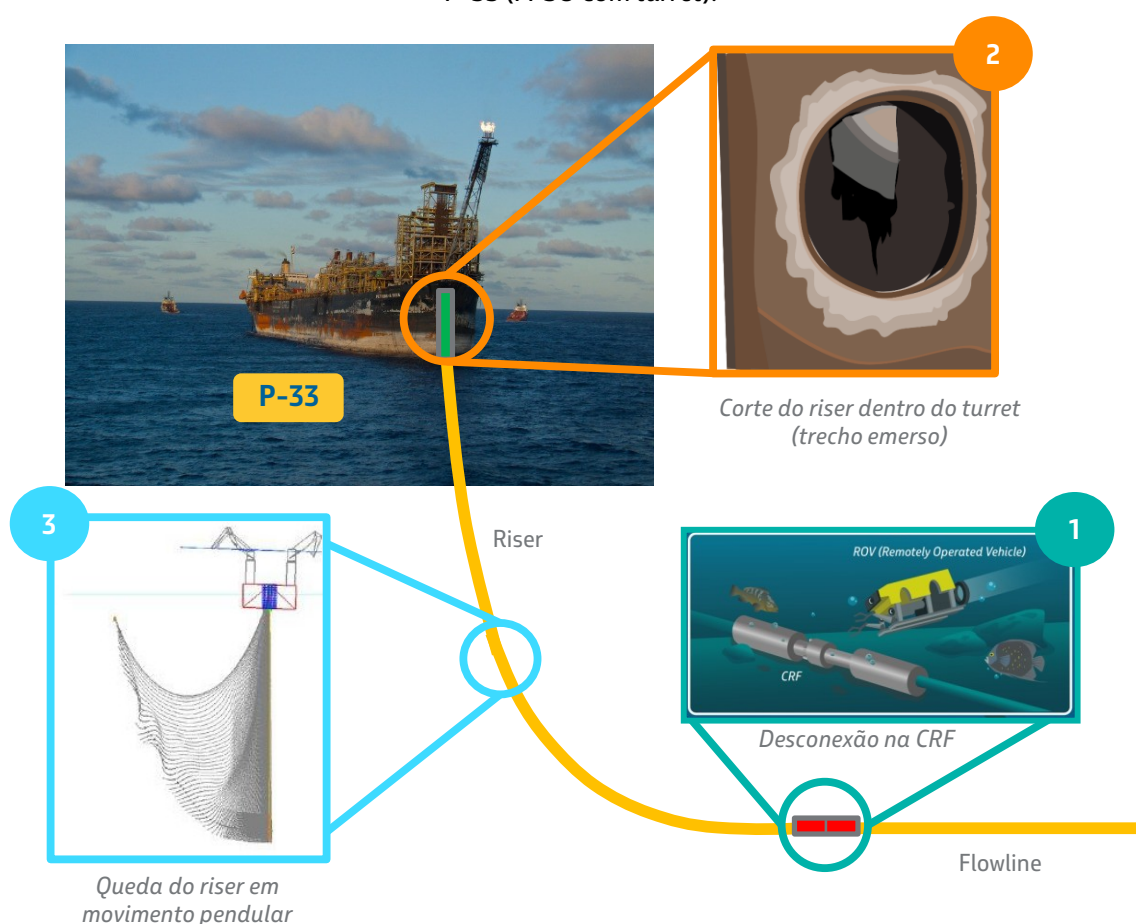 2
P-33
Corte do riser dentro do turret
(trecho emerso)
3
Riser
1
ROV (Remotely Operated Vehicle)
CRF
Desconexão na CRF
Flowline
Queda do riser em
movimento pendular